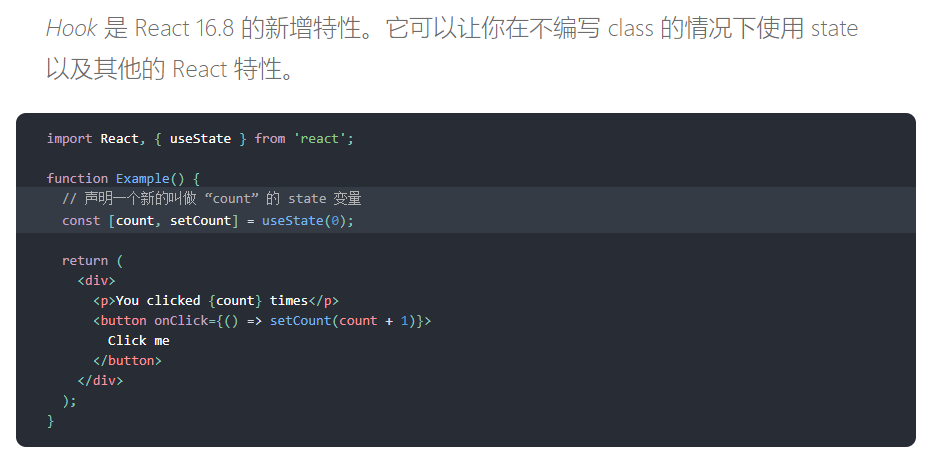 Hook 是 React 16.8 的新增特性。它可以让你在不编写 class 的情况下使用 state
以及其他的 React 特性。
import React, { useState } from 'react';
function Example() {
  // 声明一个新的叫做 “count” 的 state 变量
  const [count, setCount] = useState(0);
  return (
    <div>
      <p>You clicked {count} times</p>
      <button onClick={() => setCount(count + 1)}>
        Click me
      </button>
    </div>
  );
}